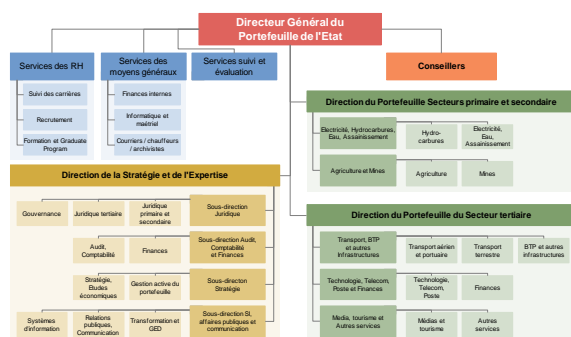 Directeur Général du
Portefeuille de l'Etat
Services des RH
Services des
moyens généraux
Services suivi et
évaluation
Conseillers
Suivi des carrières
Recrutement
Formation et Graduate
Program
Finances internes
Informatique et
matériel
Courriers / chauffeurs
/ archivistes
Direction du Portefeuille Secteurs primaire et secondaire
Electricité, Hydrocarbures,
Eau, Assainissement
Hydro-
carbures
Electricité,
Eau,
Assainissement
Agriculture et Mines
Agriculture
Mines
Direction de la Stratégie et de l'Expertise
Gouvernance
Juridique tertiaire
Juridique
primaire et
secondaire
Sous-direction
Juridique
Audit,
Comptabilité
Finances
Sous-direction Audit,
Comptabilité
et Finances
Stratégie,
Etudes
économiques
Gestion active du
portefeuille
Sous-directon
Stratégie
Systèmes
d'information
Relations
publiques,
Communication
Transformation et
GED
Sous-direction SI,
affaires publiques et
communication
Direction du Portefeuille du Secteur tertiaire
Transport, BTP
et autres
Infrastructures
Transport aérien
et portuaire
Transport
terrestre
BTP et autres
infrastructures
Technologie, Telecom,
Poste et Finances
Technologie,
Telecom,
Poste
Finances
Media, tourisme et
Autres services
Médias et
tourisme
Autres
services